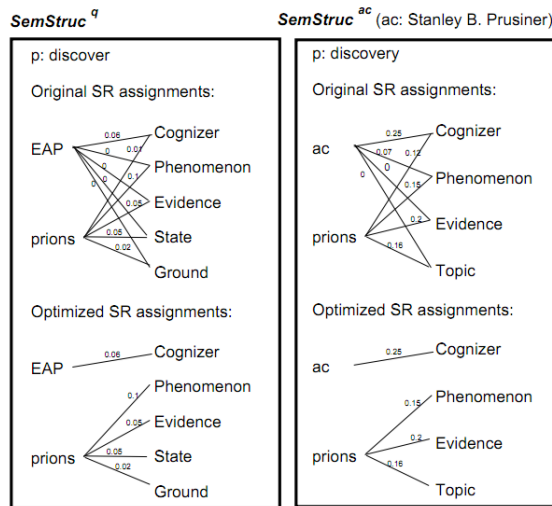 SemStruc q
SemStruc ac (ac: Stanley B. Prusiner)
p: discover
Original SR assignments:
EAP
prions
0.06
0.01
0
0
0.1
0
0
0.05
0.05
0.02
Cognizer
Phenomenon
Evidence
State
Ground
Optimized SR assignments:
EAP
prions
0.06
0.1
0.05
0.05
0.02
Cognizer
Phenomenon
Evidence
State
Ground
p: discovery
Original SR assignments:
ac
prions
0.25
0.07
0.12
0
0
0.15
0.2
0.16
Cognizer
Phenomenon
Evidence
Topic
Optimized SR assignments:
ac
prions
0.25
0.15
0.2
0.16
Cognizer
Phenomenon
Evidence
Topic